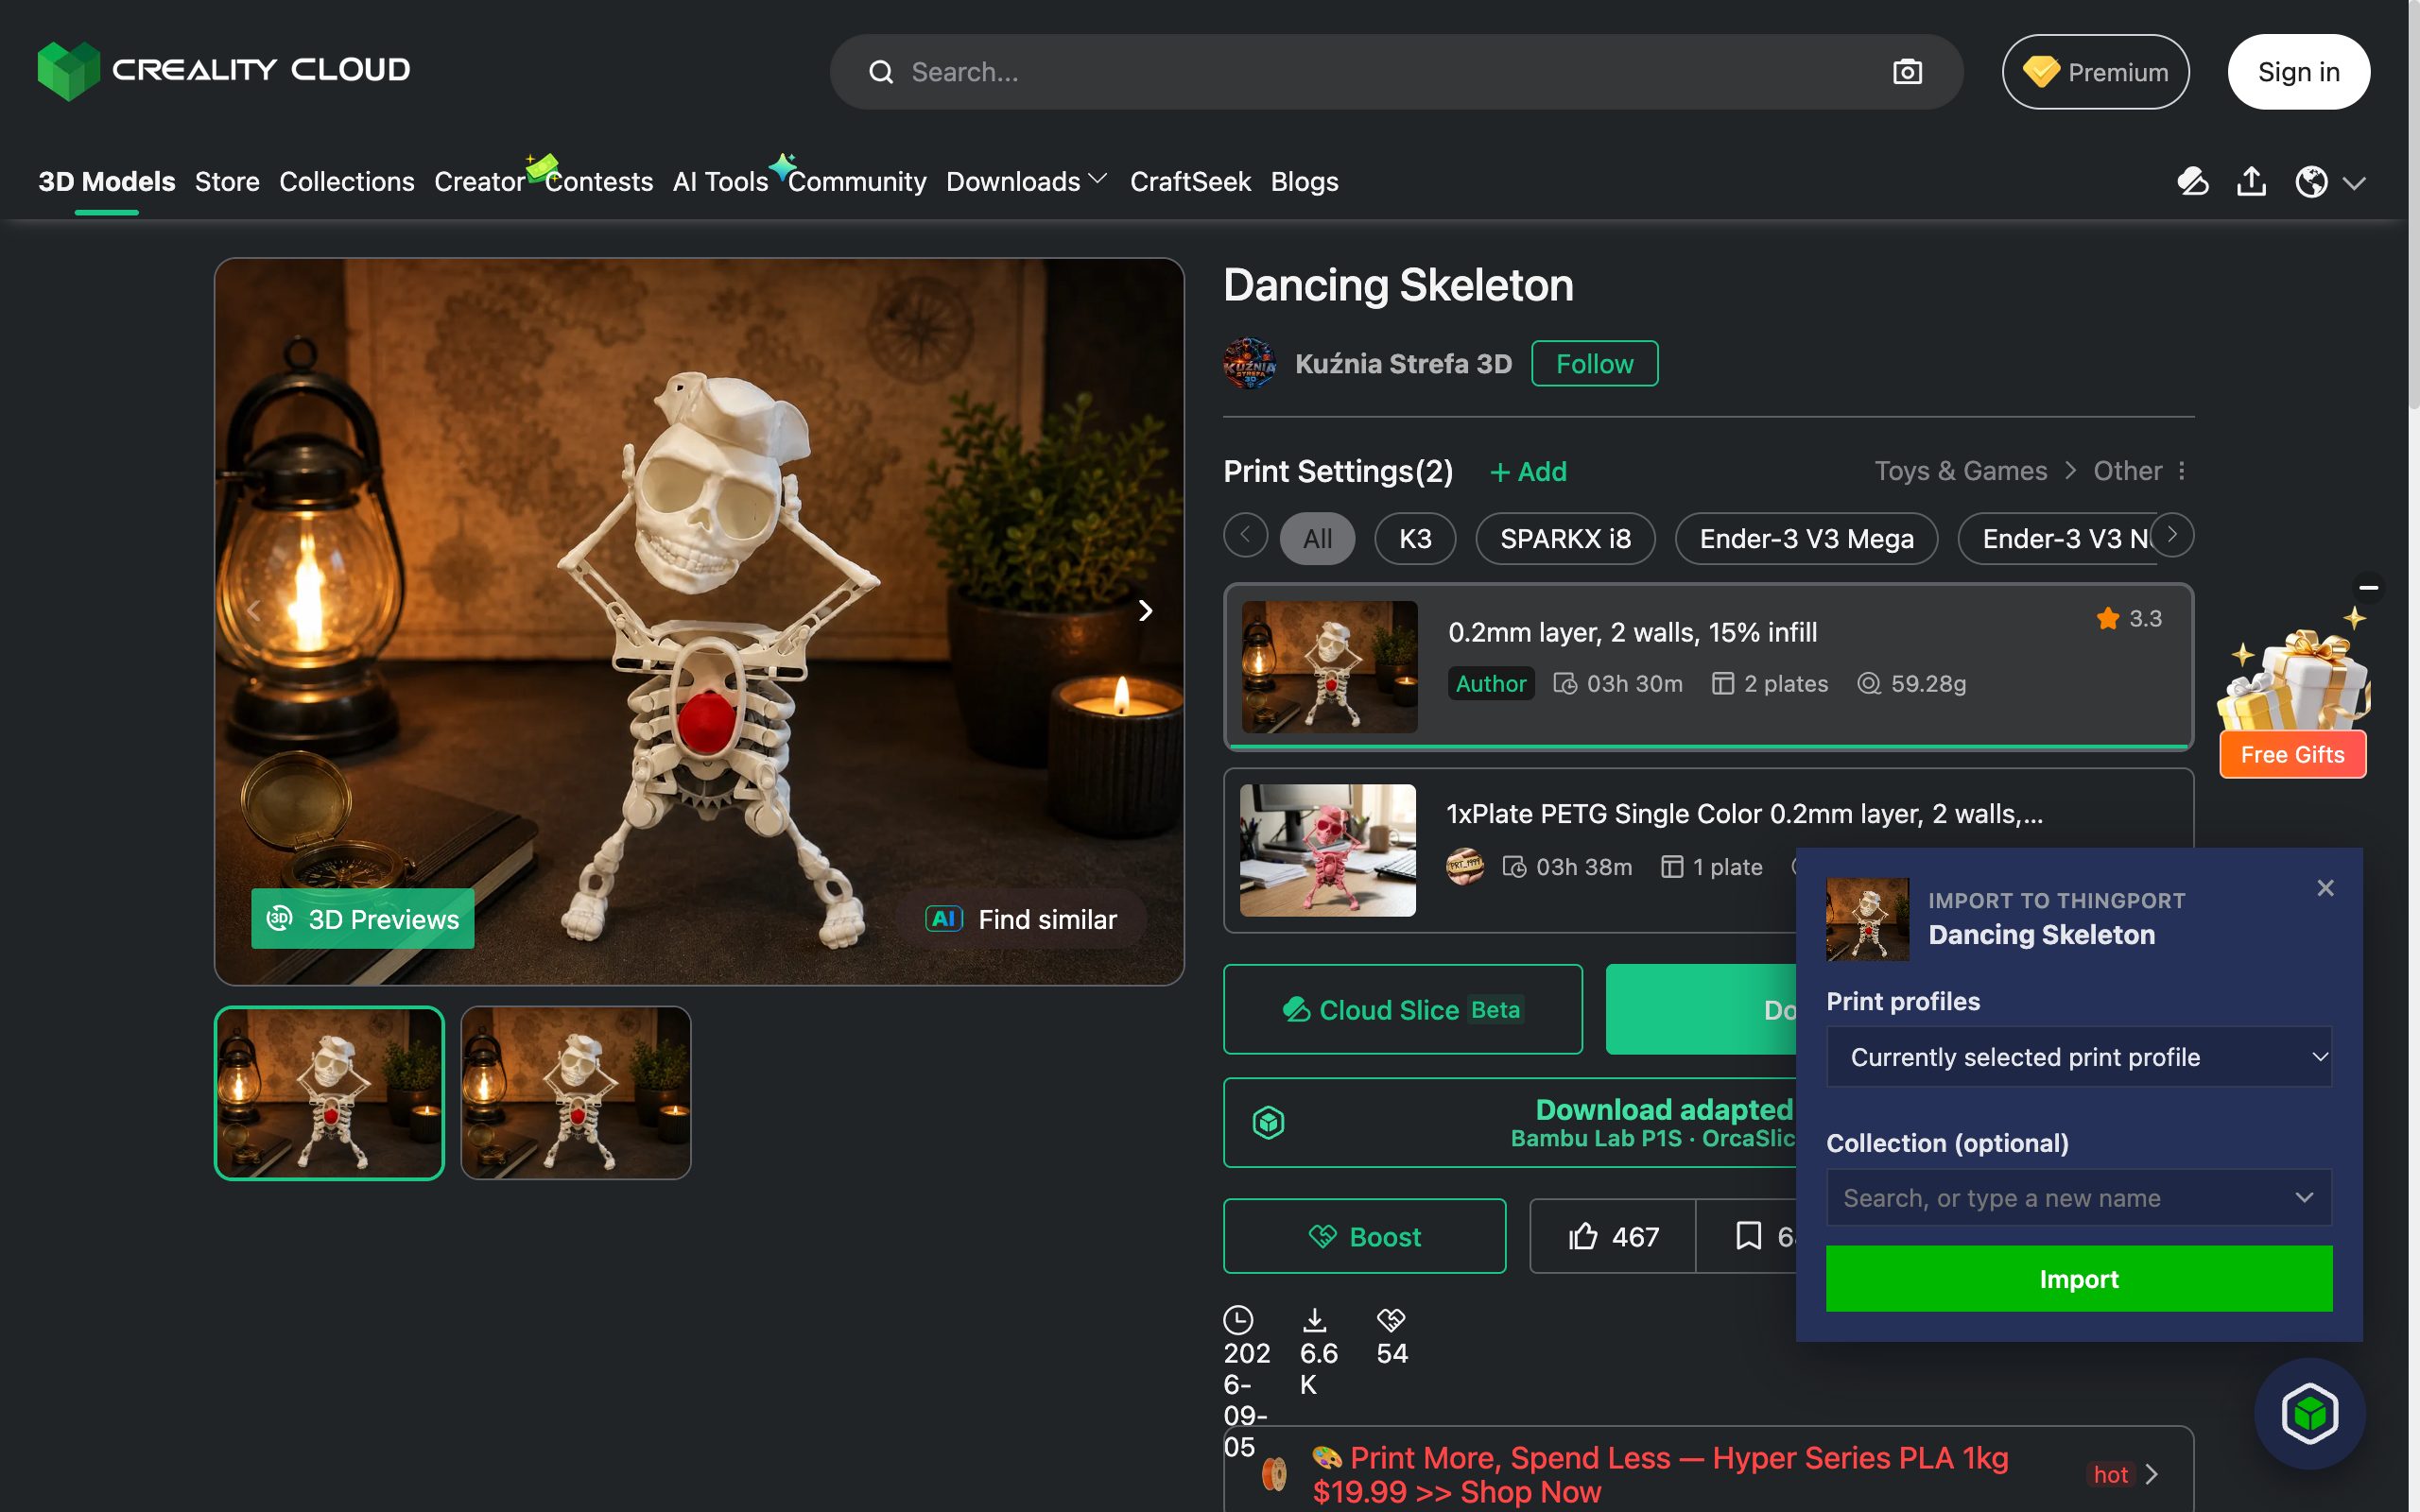 CREALITY CLOUD
Search...
Premium
Sign in
3D Models
Store
Collections
Creator
Contests
AI Tools
Community
Downloads
CraftSeek
Blogs
Dancing Skeleton
KUŹNIA
STREFA
3D
Kuźnia Strefa 3D
Follow
Print Settings(2)
+ Add
Toys & Games > Other
All
K3
SPARKX i8
Ender-3 V3 Mega
Ender-3 V3 N
0.2mm layer, 2 walls, 15% infill
3.3
Author
03h 30m
2 plates
59.28g
Free Gifts
1xPlate PETG Single Color 0.2mm layer, 2 walls,...
03h 38m
1 plate
3D
3D Previews
AI
Find similar
IMPORT TO THINGPORT
Dancing Skeleton
Print profiles
Currently selected print profile
Collection (optional)
Search, or type a new name
Import
Cloud Slice
Beta
Do
Download adapted
Bambu Lab P1S · OrcaSlic
Boost
467
6
202
6-
09-
05
6.6
K
54
Print More, Spend Less — Hyper Series PLA 1kg
$19.99 >> Shop Now
hot